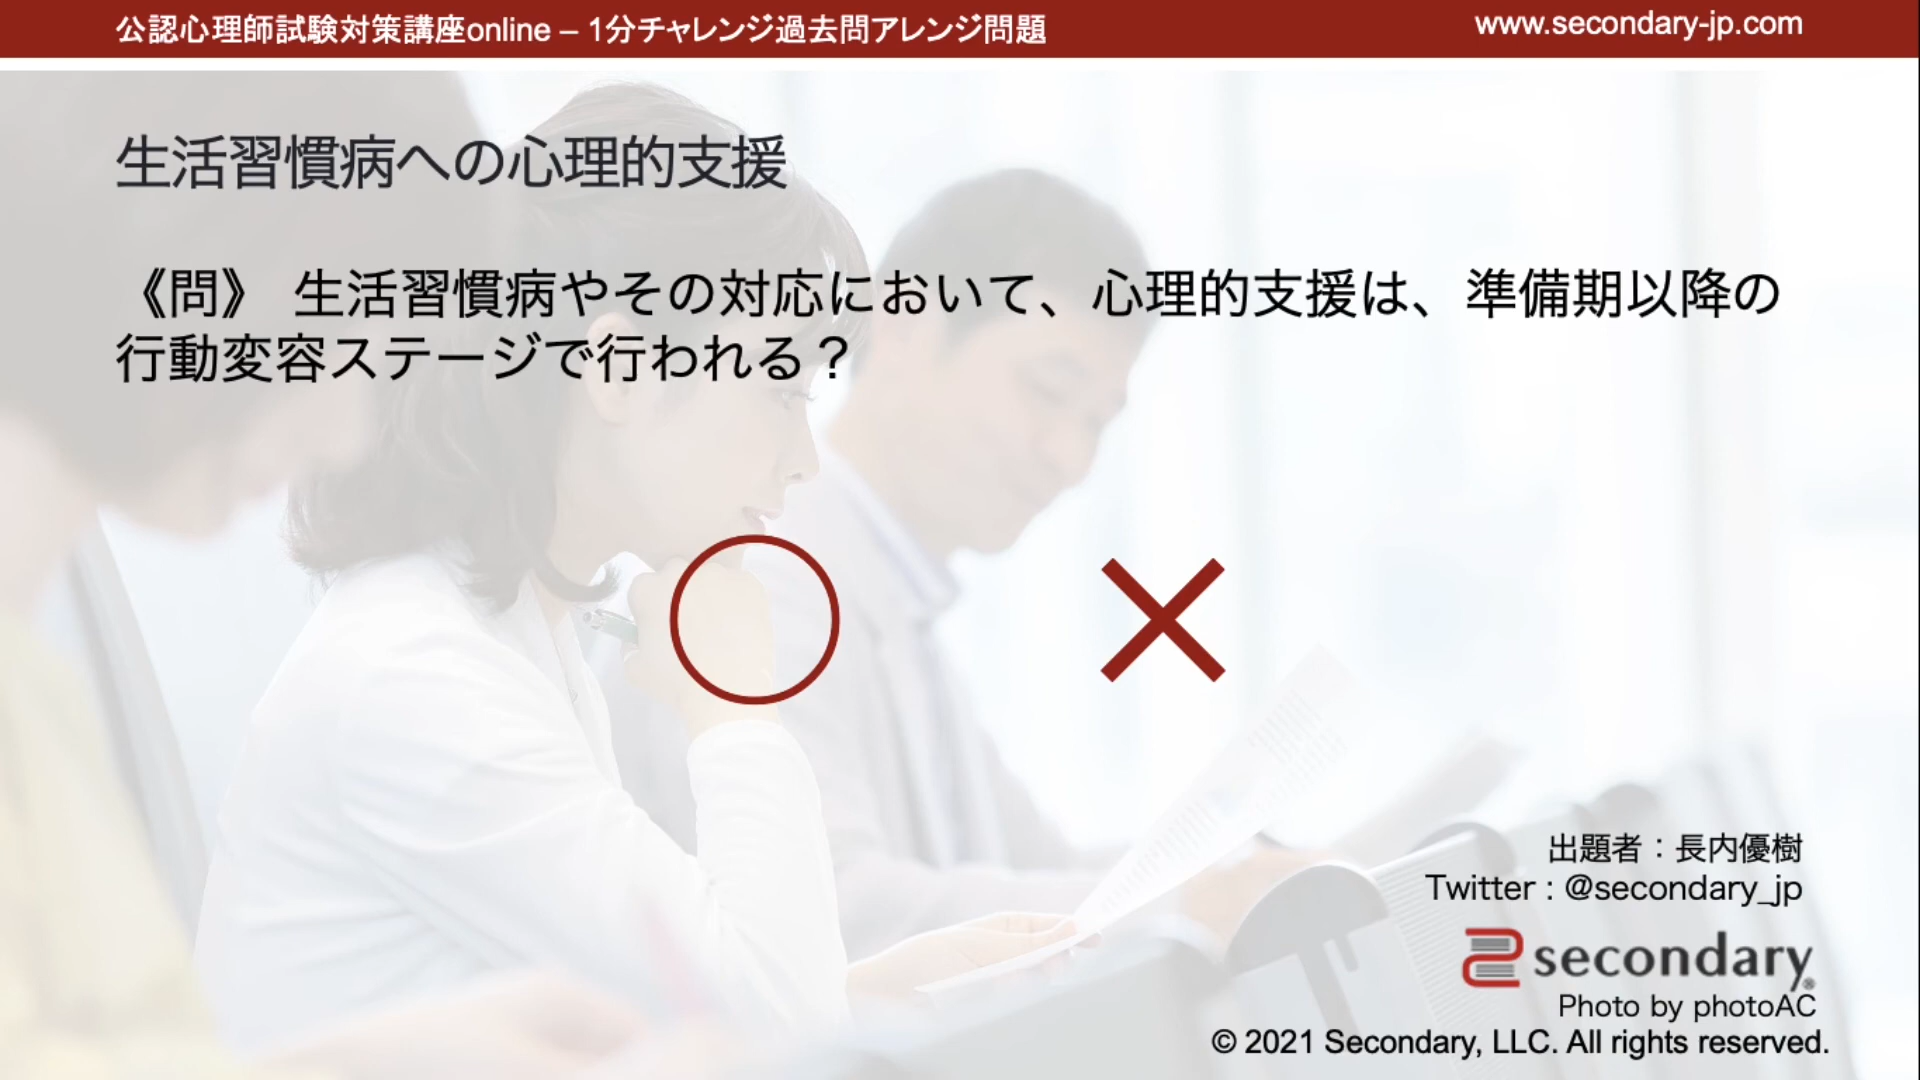 公認心理師試験対策講座online – 1分チャレンジ過去問アレンジ問題
www.secondary-jp.com
生活習慣病への心理的支援
《問》 生活習慣病やその対応において、心理的支援は、準備期以降の
行動変容ステージで行われる？
出題者：長内優樹
Twitter : @secondary_jp
secondary®
Photo by photoAC
© 2021 Secondary, LLC. All rights reserved.